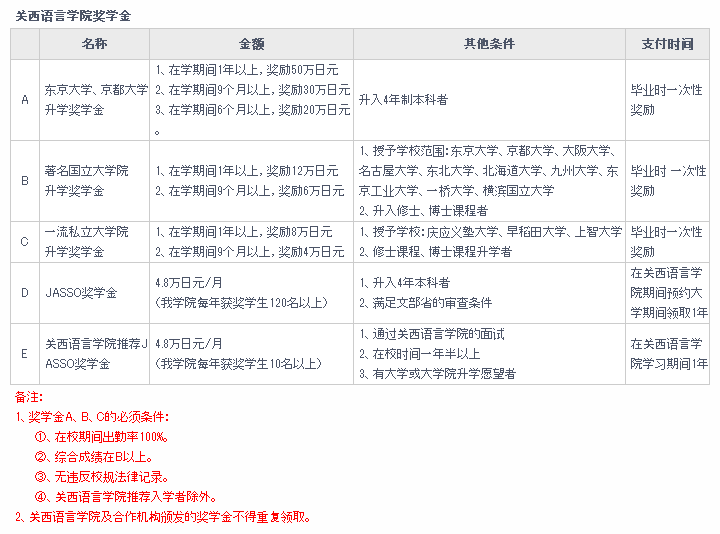 关西语言学院奖学金
名称 金额 其他条件 支付时间
A
东京大学、京都大学
升学奖学金
1、在学期间1年以上，奖励50万日元
2、在学期间9个月以上，奖励30万日元
3、在学期间6个月以上，奖励20万日元
。
升入4年制本科者
毕业时一次性
奖励
B
著名国立大学院
升学奖学金
1、在学期间1年以上，奖励12万日元
2、在学期间9个月以上，奖励6万日元
1、授予学校范围：东京大学、京都大学、大阪大学、
名古屋大学、东北大学、北海道大学、九州大学、东
京工业大学、一桥大学、横滨国立大学
2、升入修士、博士课程者
毕业时 一次性
奖励
C
一流私立大学院
升学奖学金
1、在学期间1年以上，奖励8万日元
2、在学期间9个月以上，奖励4万日元
1、授予学校：庆应义塾大学、早稻田大学、上智大学
2、修士课程、博士课程升学者
毕业时一次性
奖励
D
JASSO奖学金
4.8万日元/月
（我学院每年获奖学生120名以上）
1、升入4年本科者
2、满足文部省的审查条件
在关西语言学
院期间预约大
学期间领取1年
E
关西语言学院推荐J
ASSO奖学金
4.8万日元/月
（我学院每年获奖学生10名以上）
1、通过关西语言学院的面试
2、在校时间一年半以上
3、有大学或大学院升学愿望者
在关西语言学
院学习期间1年
备注：
1、奖学金A、B、C的必须条件：
①、在校期间出勤率100%。
②、综合成绩在B以上。
③、无违反校规法律记录。
④、关西语言学院推荐入学者除外。
2、关西语言学院及合作机构颁发的奖学金不得重复领取。